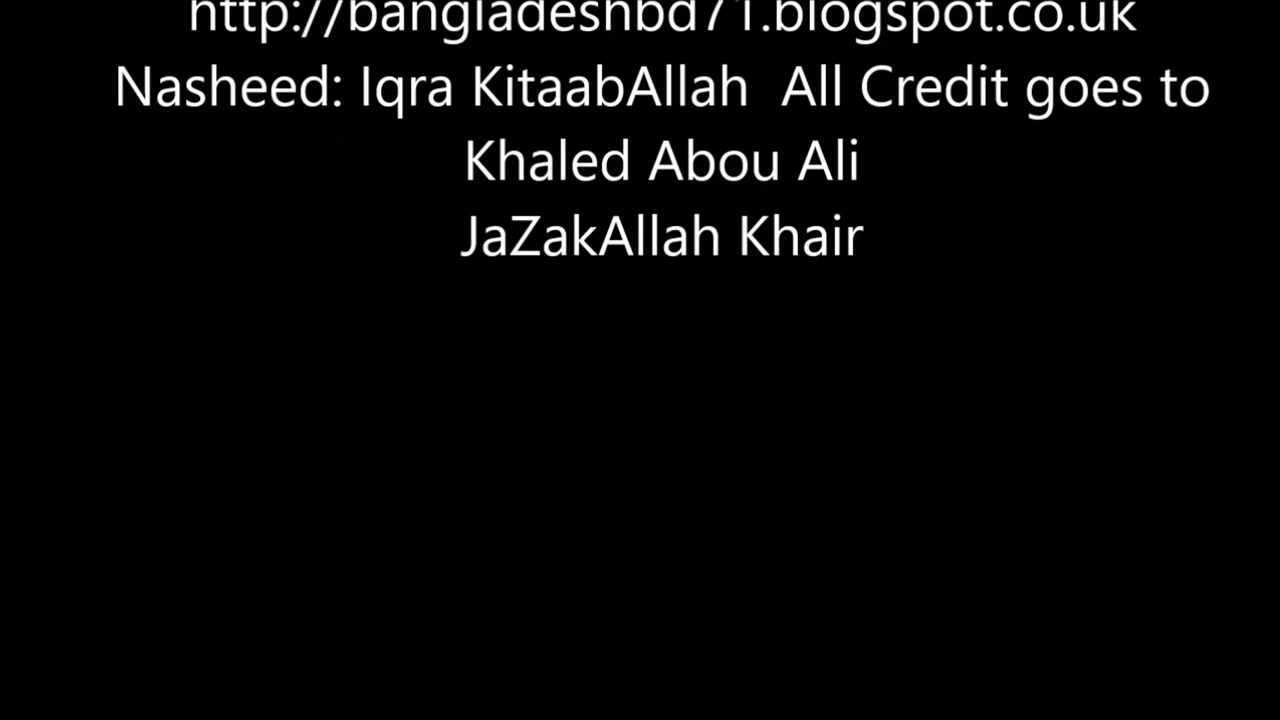 http://bangladeshbd71.blogspot.co.uk
Nasheed: Iqra KitaabAllah  All Credit goes to
Khaled Abou Ali
JaZakAllah Khair